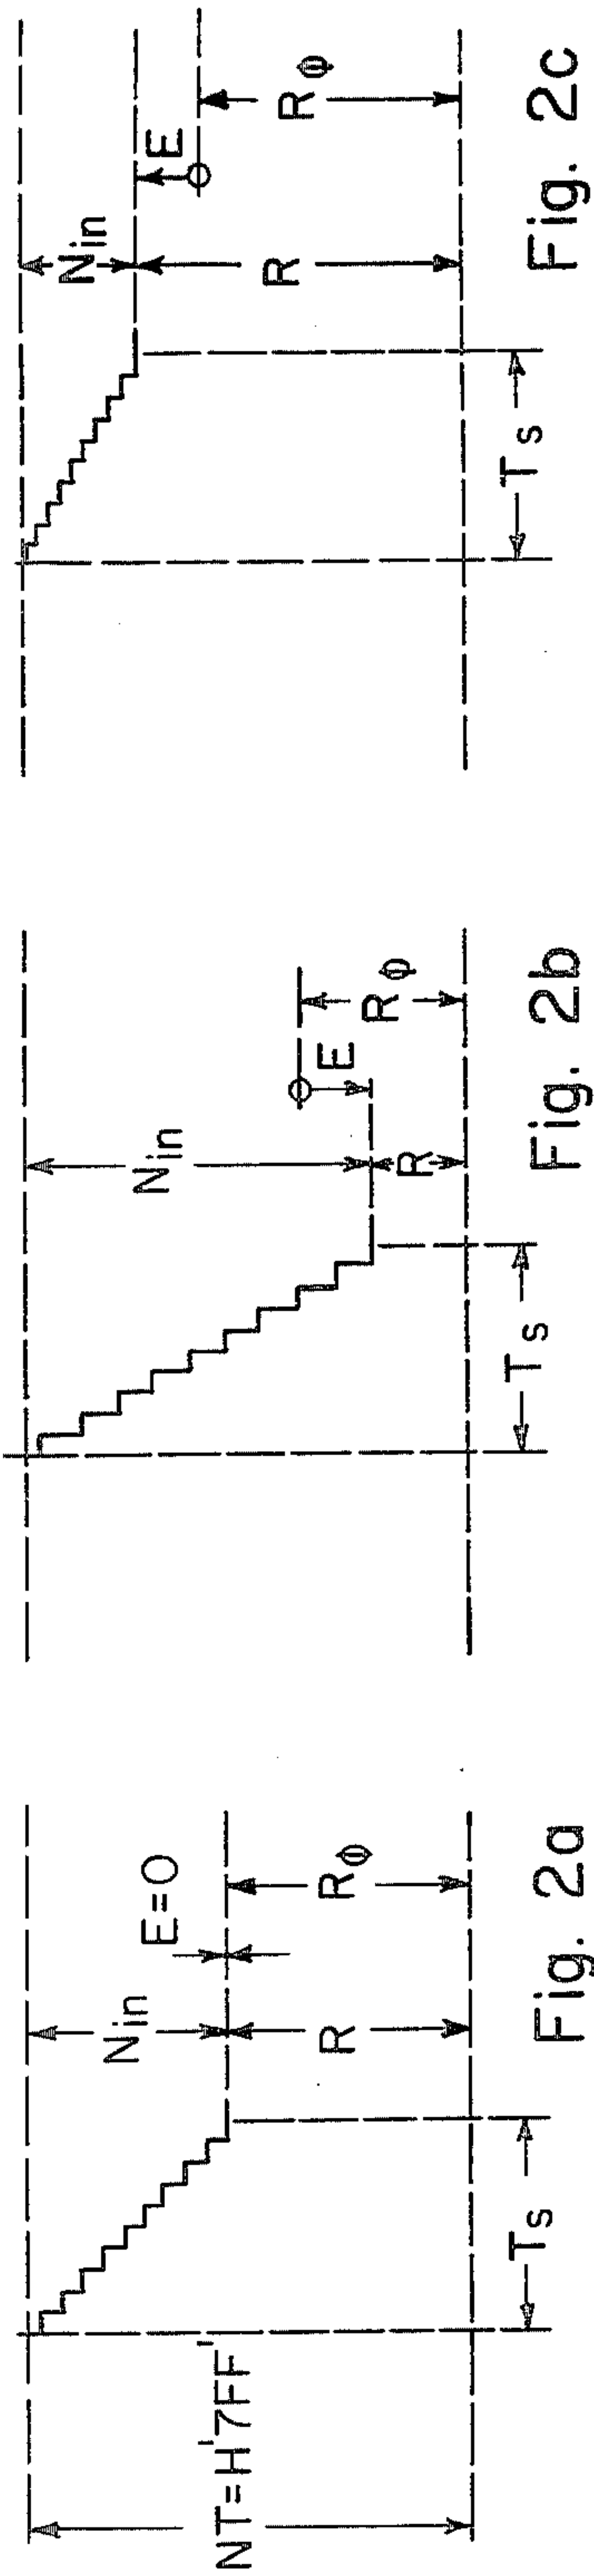 NT=H'7FF'
Nin
E=0
R
RΦ
Ts
Fig. 2a
Nin
E
R
RΦ
Ts
Fig. 2b
Nin
E
R
RΦ
Ts
Fig. 2c